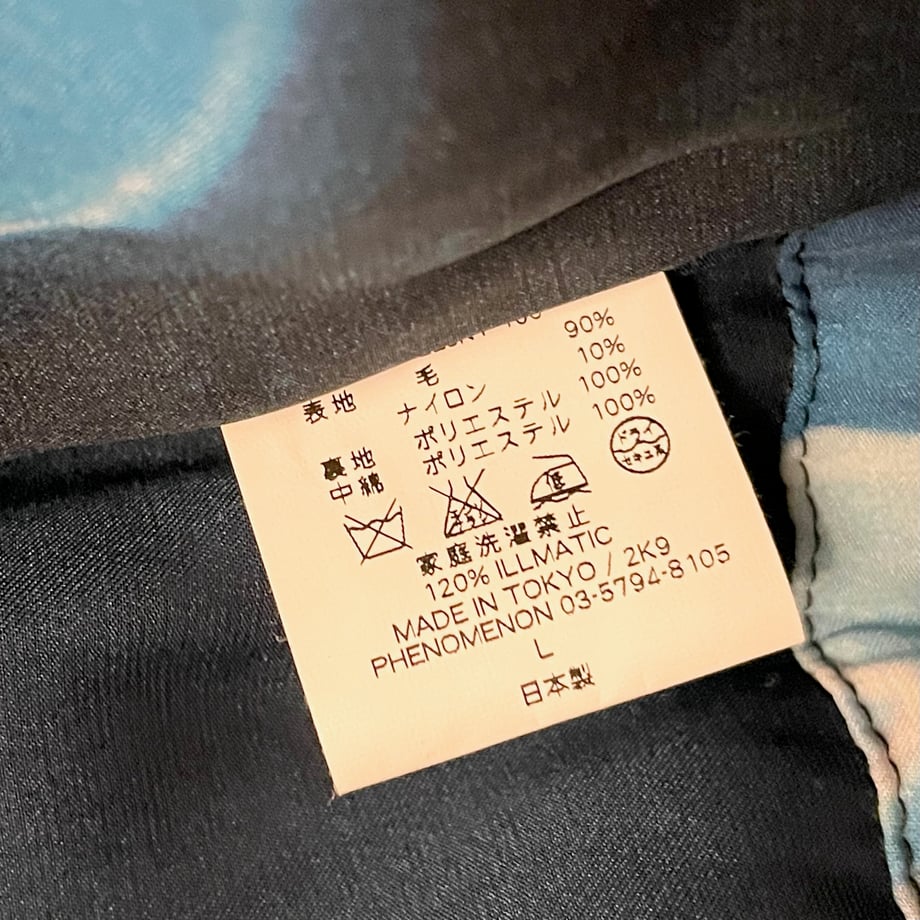 表地 毛 90%
ナイロン 10%
裏地 ポリエステル 100%
中綿 ポリエステル 100%
低 ドライ
セキユ系
家庭洗濯禁止
120% ILLMATIC
MADE IN TOKYO / 2K9
PHENOMENON 03-5794-8105
L
日本製